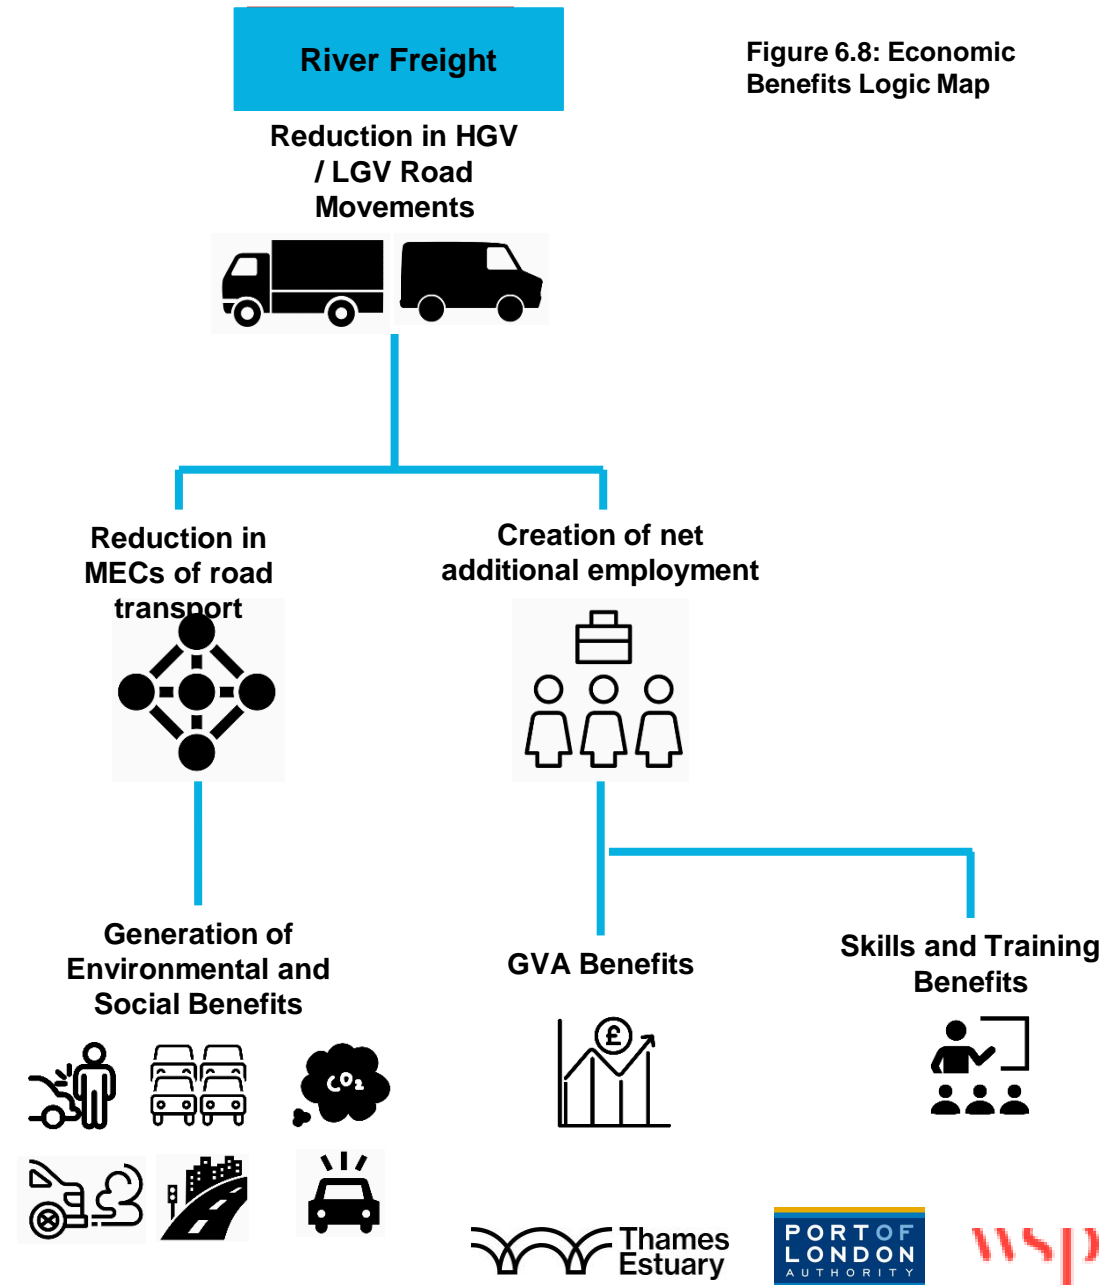 River Freight
Figure 6.8: Economic
Benefits Logic Map
Reduction in HGV
/ LGV Road
Movements
Reduction in
MECs of road
transport
Creation of net
additional employment
Generation of
Environmental and
Social Benefits
GVA Benefits
Skills and Training
Benefits
CO2
£
Thames
Estuary
PORT OF
LONDON
AUTHORITY
wsp